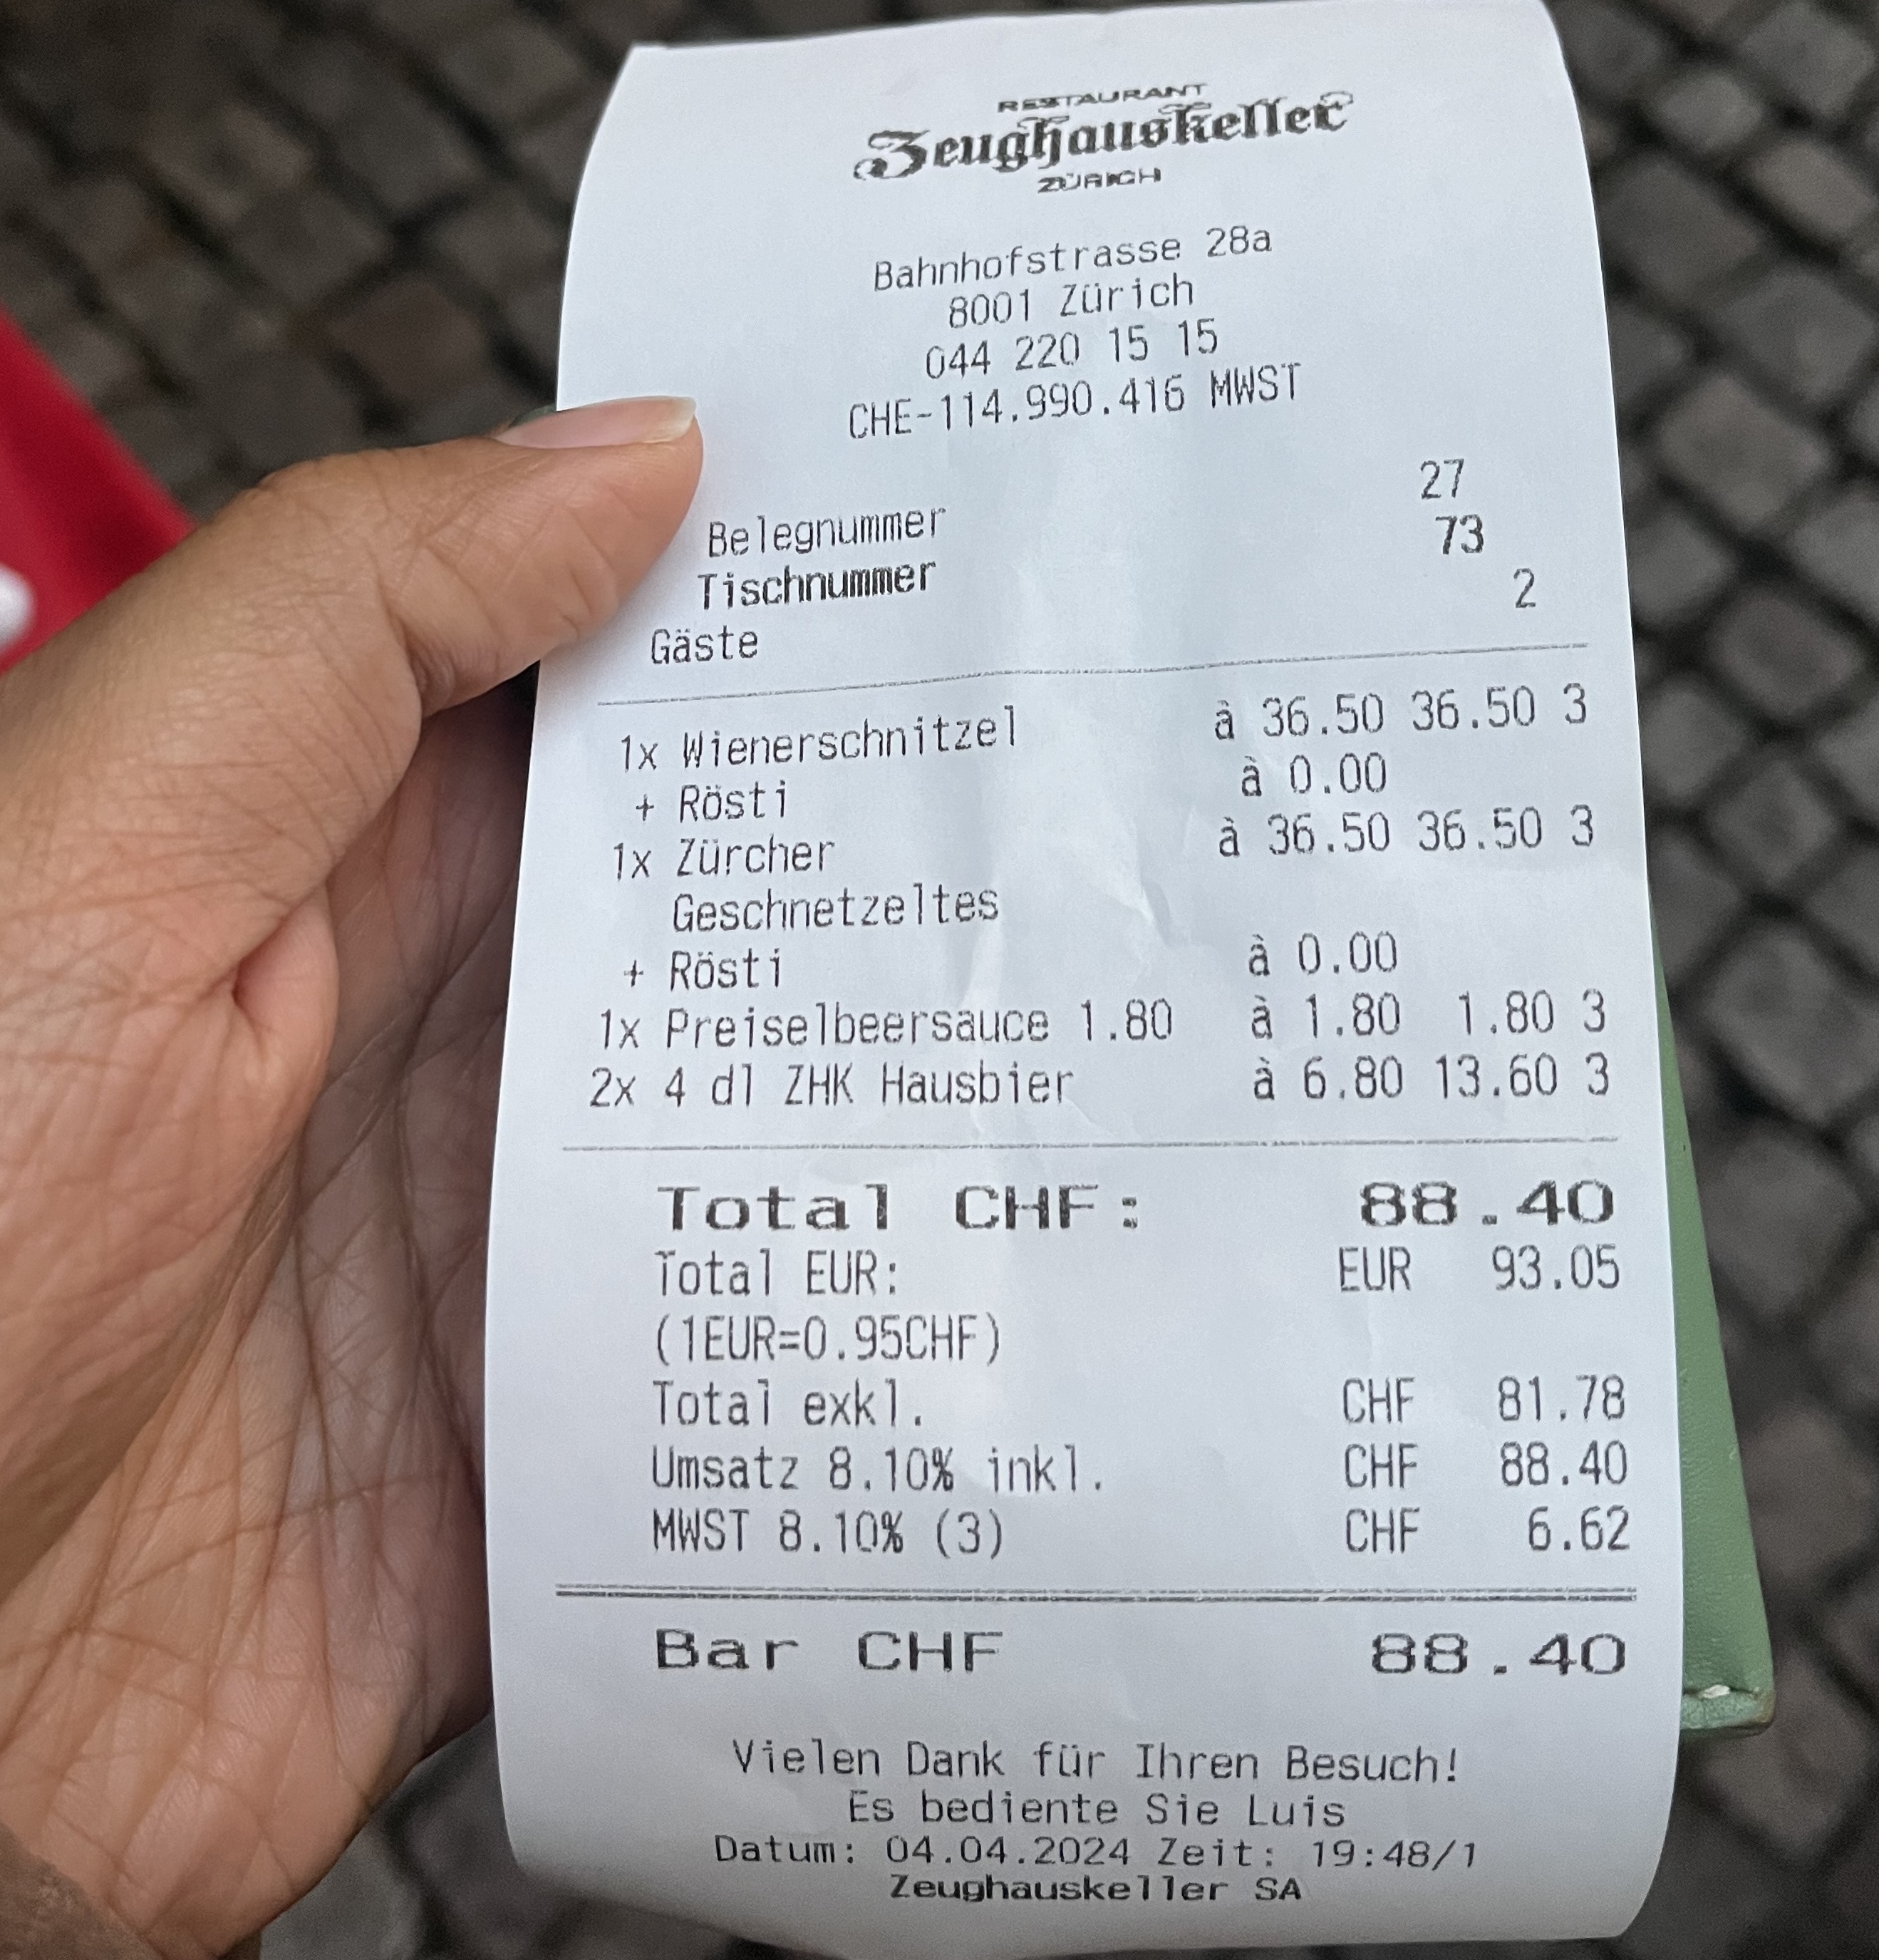 RESTAURANT
Zeughauskeller
ZÜRICH
Bahnhofstrasse 28a
8001 Zürich
044 220 15 15
CHE-114.990.416 MWST
Belegnummer 27
Tischnummer 73
Gäste 2
1x Wienerschnitzel à 36.50 36.50 3
+ Rösti à 0.00
1x Zürcher à 36.50 36.50 3
Geschnetzeltes
+ Rösti à 0.00
1x Preiselbeersauce 1.80 à 1.80 1.80 3
2x 4 dl ZHK Hausbier à 6.80 13.60 3
Total CHF: 88.40
Total EUR: EUR 93.05
(1EUR=0.95CHF)
Total exkl. CHF 81.78
Umsatz 8.10% inkl. CHF 88.40
MWST 8.10% (3) CHF 6.62
Bar CHF 88.40
Vielen Dank für Ihren Besuch!
Es bediente Sie Luis
Datum: 04.04.2024 Zeit: 19:48/1
Zeughauskeller SA